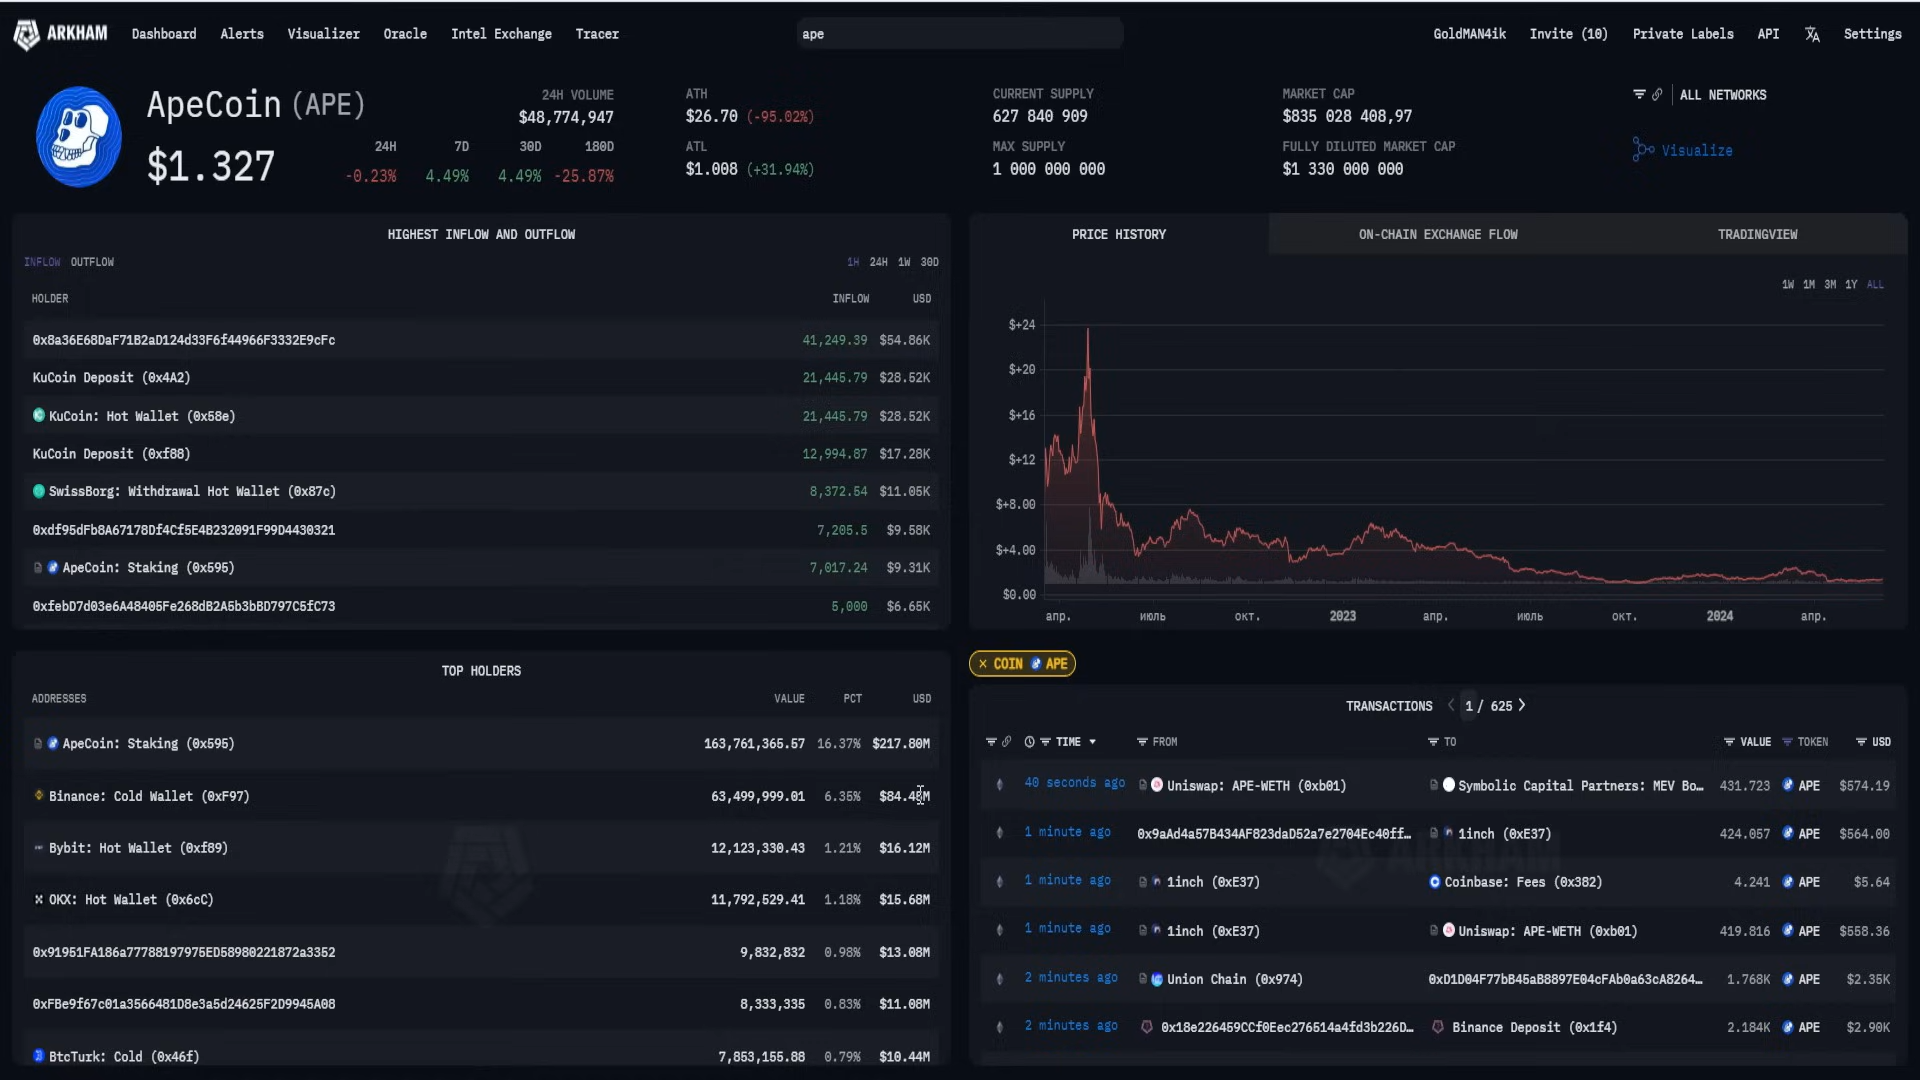 ARKHAM Dashboard Alerts Visualizer Oracle Intel Exchange Tracer ape GoldMAN4ik Invite (10) Private Labels API Settings
ApeCoin (APE)
$1.327
24H VOLUME
$48,774,947
24H 7D 30D 180D
-0.23% 4.49% 4.49% -25.87%
ATH
$26.70 (-95.02%)
ATL
$1.008 (+31.94%)
CURRENT SUPPLY
627 840 909
MAX SUPPLY
1 000 000 000
MARKET CAP
$835 028 408,97
FULLY DILUTED MARKET CAP
$1 330 000 000
ALL NETWORKS
Visualize
HIGHEST INFLOW AND OUTFLOW
INFLOW OUTFLOW 1H 24H 1W 30D
HOLDER INFLOW USD
0x8a36E68DaF71B2aD124d33F6f44966F3332E9cFc 41,249.39 $54.86K
KuCoin Deposit (0x4A2) 21,445.79 $28.52K
KuCoin: Hot Wallet (0x58e) 21,445.79 $28.52K
KuCoin Deposit (0xf88) 12,994.87 $17.28K
SwissBorg: Withdrawal Hot Wallet (0x87c) 8,372.54 $11.05K
0xdf95dFb8A67178Df4Cf5E4B232091F99D4430321 7,205.5 $9.58K
ApeCoin: Staking (0x595) 7,017.24 $9.31K
0xfebD7d03e6A48405Fe268dB2A5b3bBD797C5fC73 5,000 $6.65K
PRICE HISTORY ON-CHAIN EXCHANGE FLOW TRADINGVIEW
1W 1M 3M 1Y ALL
$+24
$+20
$+16
$+12
$+8.00
$+4.00
$0.00
апр. июль окт. 2023 апр. июль окт. 2024 апр.
TOP HOLDERS
ADDRESSES VALUE PCT USD
ApeCoin: Staking (0x595) 163,761,365.57 16.37% $217.80M
Binance: Cold Wallet (0xF97) 63,499,999.01 6.35%
Bybit: Hot Wallet (0xf89) 12,123,330.43 1.21% $16.12M
OKX: Hot Wallet (0x6cC) 11,792,529.41 1.18% $15.68M
0x91951FA186a77788197975ED58980221872a3352 9,832,832 0.98% $13.08M
0xFBe9f67c01a3566481D8e3a5d24625F2D9945A08 8,333,335 0.83% $11.08M
BtcTurk: Cold (0x46f) 7,853,155.88 0.79% $10.44M
× COIN APE
TRANSACTIONS 1 / 625
TIME FROM TO VALUE TOKEN USD
40 seconds ago Uniswap: APE-WETH (0xb01) Symbolic Capital Partners: MEV Bo… 431.723 APE $574.19
1 minute ago 0x9aAd4a57B434AF823daD52a7e2704Ec40ff… 1inch (0xE37) 424.057 APE $564.00
1 minute ago 1inch (0xE37) Coinbase: Fees (0x382) 4.241 APE $5.64
1 minute ago 1inch (0xE37) Uniswap: APE-WETH (0xb01) 419.816 APE $558.36
2 minutes ago Union Chain (0x974) 0xD1D04F77bB45aB8897E04cFAb0a63cA8264… 1.768K APE $2.35K
2 minutes ago 0x18e226459CCf0Eec276514a4fd3b226D… Binance Deposit (0x1f4) 2.184K APE $2.90K
ARKHAM